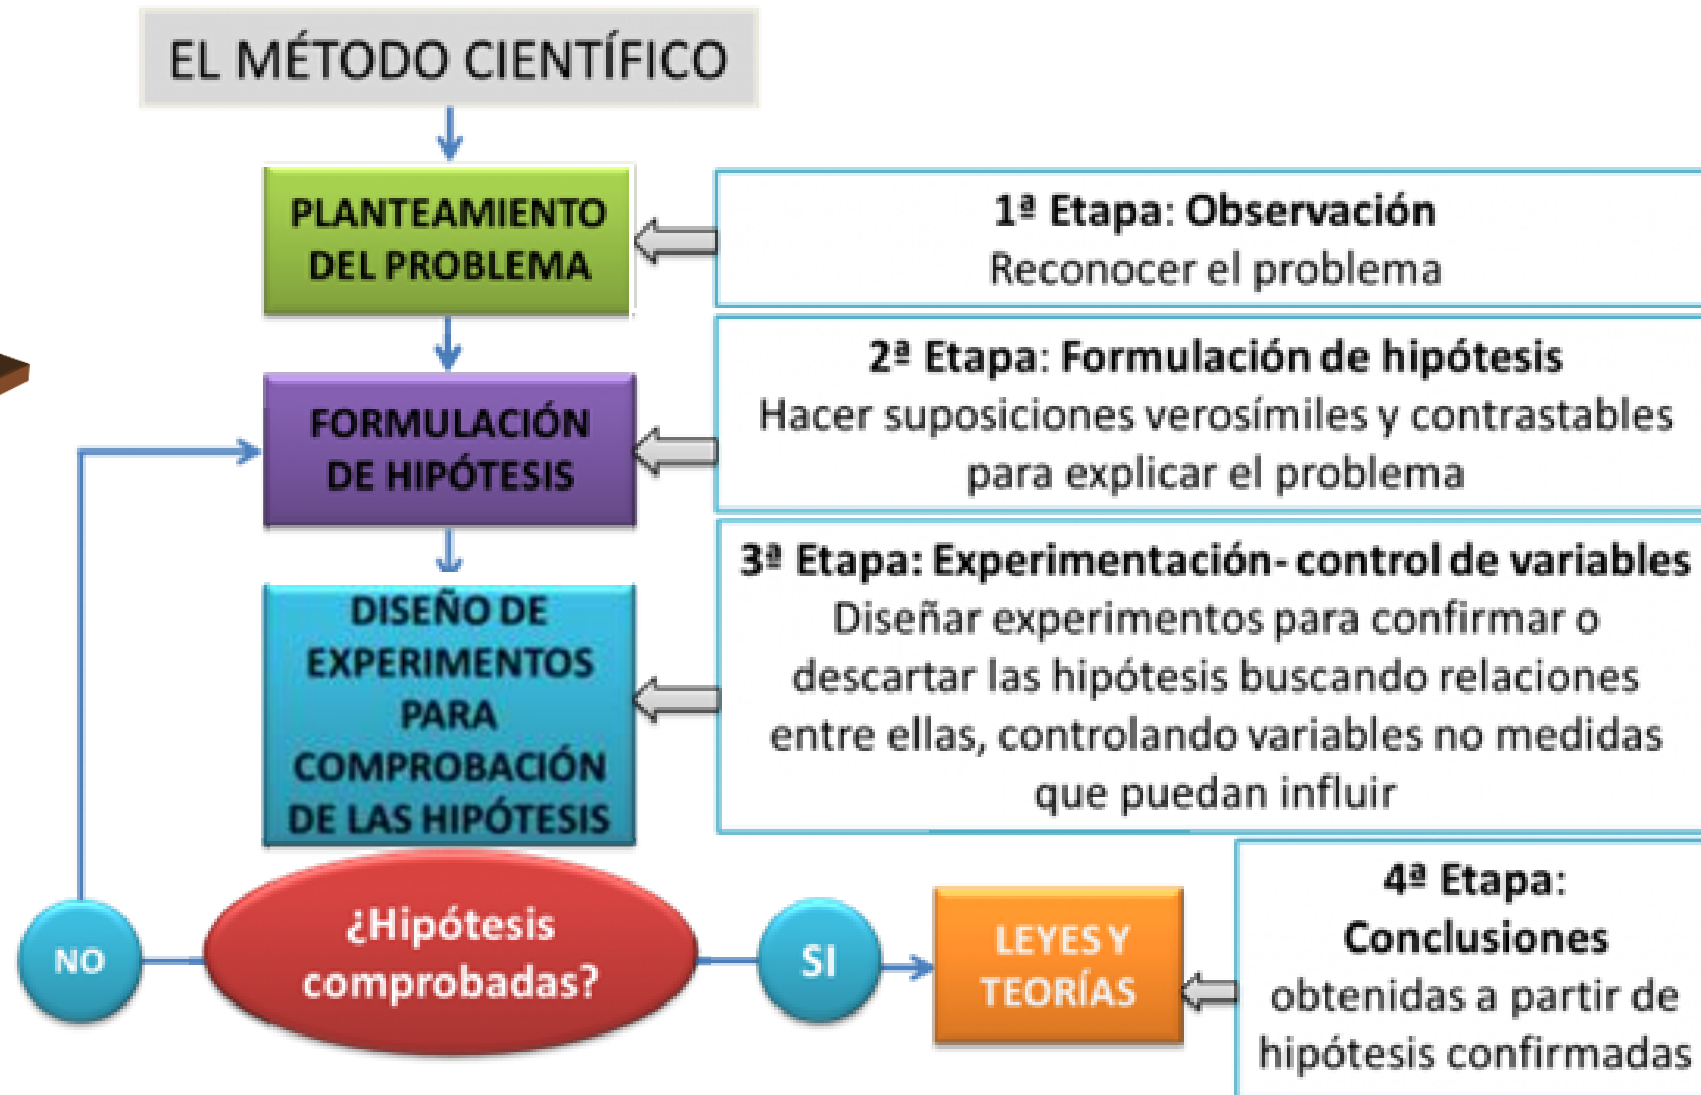 EL MÉTODO CIENTÍFICO
PLANTEAMIENTO
DEL PROBLEMA
1ª Etapa: Observación
Reconocer el problema
FORMULACIÓN
DE HIPÓTESIS
2ª Etapa: Formulación de hipótesis
Hacer suposiciones verosímiles y contrastables
para explicar el problema
DISEÑO DE
EXPERIMENTOS
PARA
COMPROBACIÓN
DE LAS HIPÓTESIS
3ª Etapa: Experimentación- control de variables
Diseñar experimentos para confirmar o
descartar las hipótesis buscando relaciones
entre ellas, controlando variables no medidas
que puedan influir
NO
¿Hipótesis
comprobadas?
SI
LEYES Y
TEORÍAS
4ª Etapa:
Conclusiones
obtenidas a partir de
hipótesis confirmadas